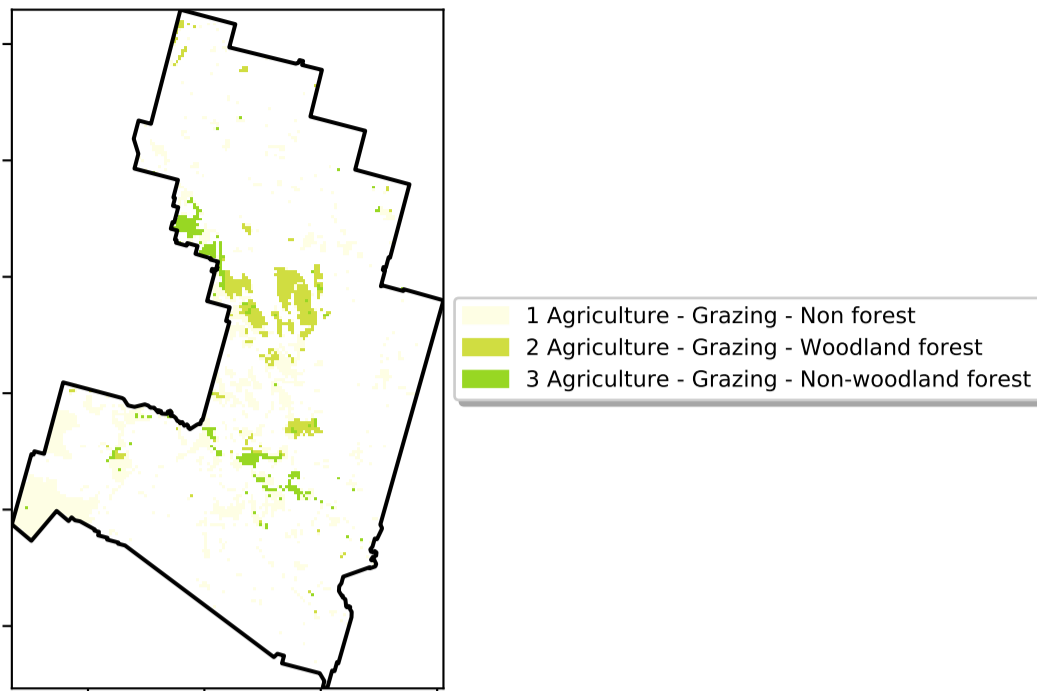 1 Agriculture - Grazing - Non forest
2 Agriculture - Grazing - Woodland forest
3 Agriculture - Grazing - Non-woodland forest